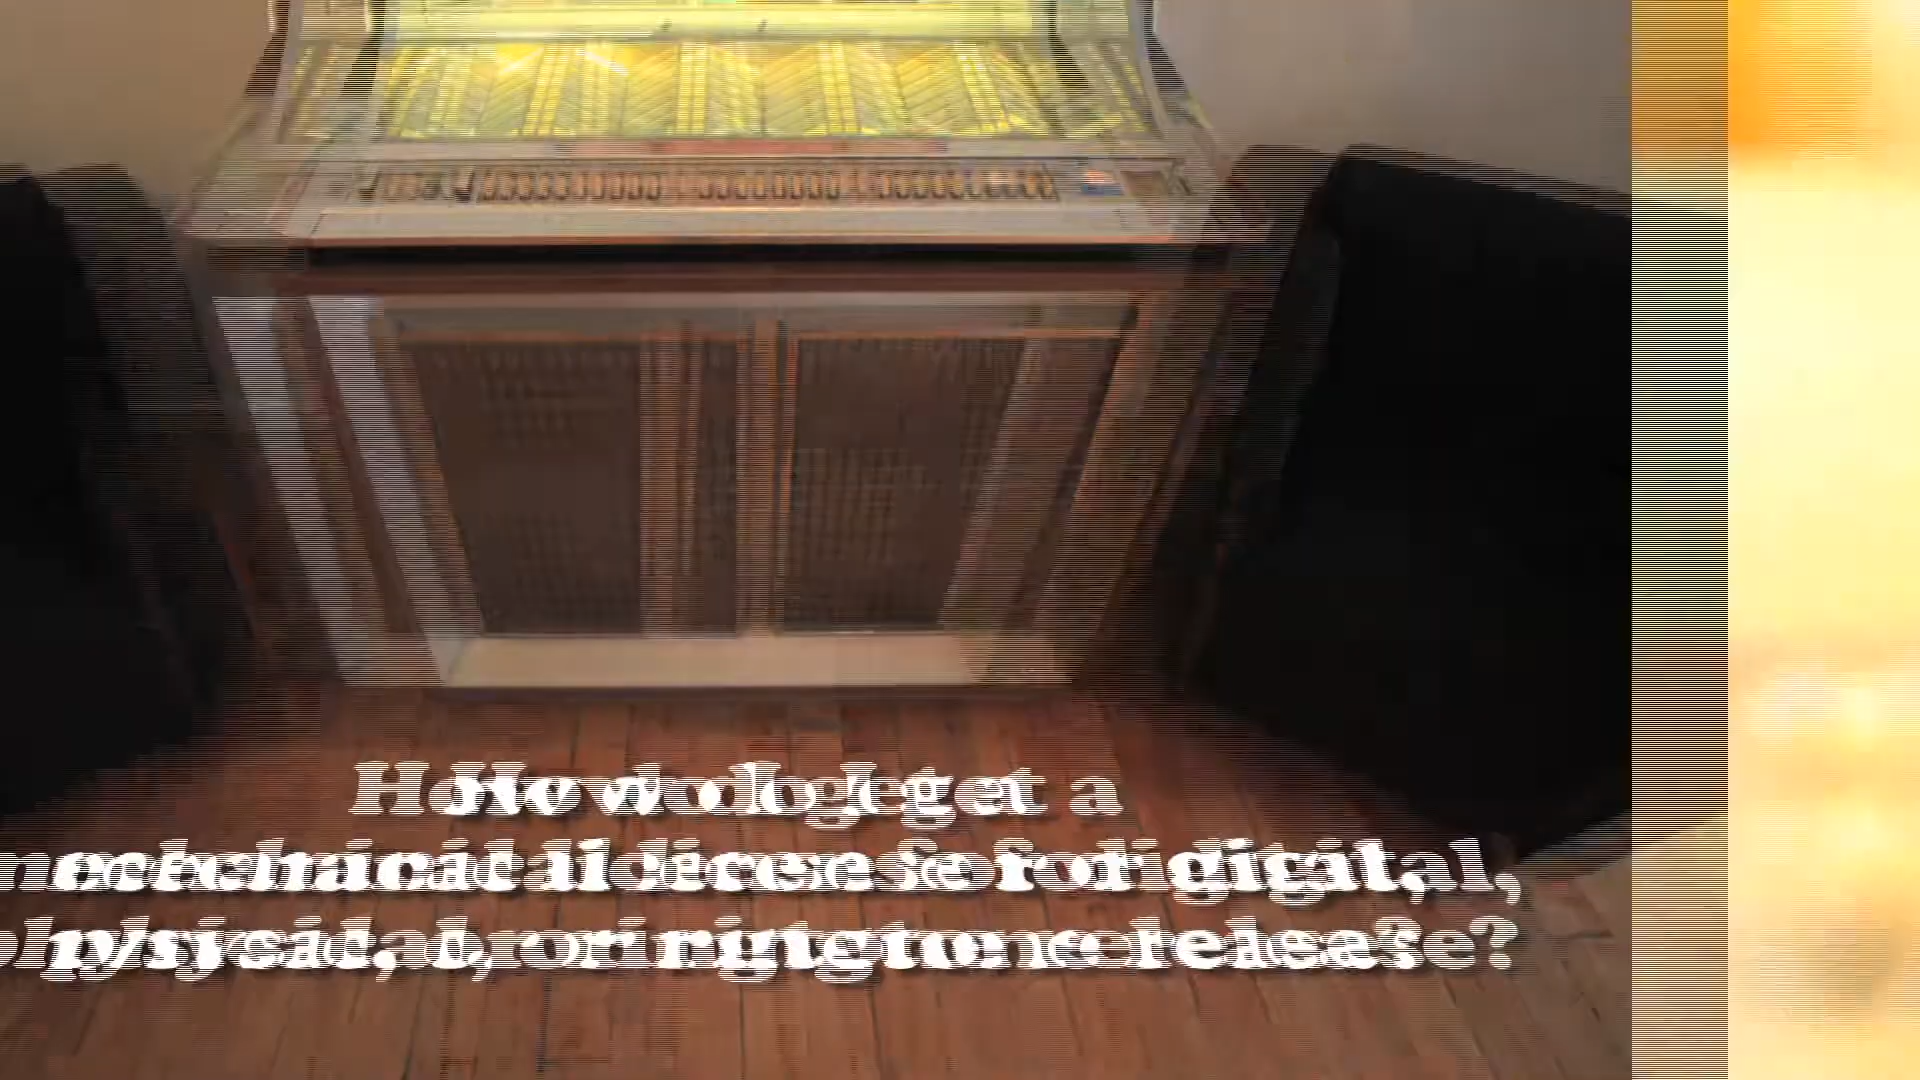 How do I get a
mechanical license for digital,
physical, or ringtone release?